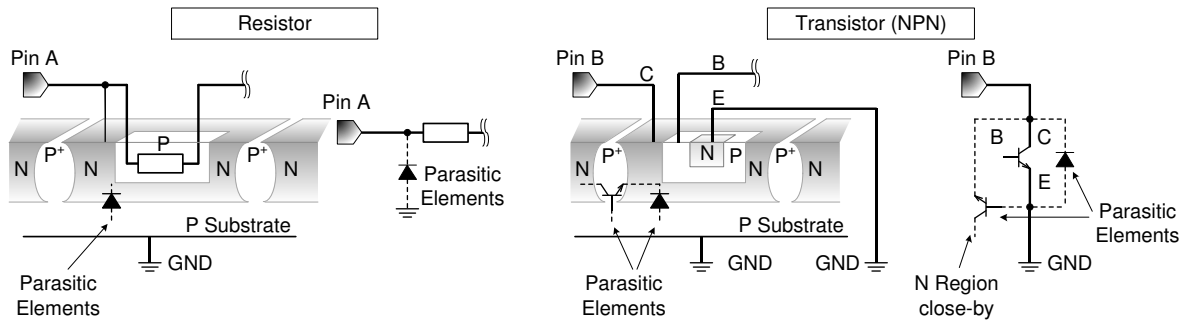 Resistor
Transistor (NPN)
Pin A
Pin B
C
B
E
Pin B
Pin A
N
P+
N
P
P+
N
N
Parasitic
Elements
P Substrate
GND
Parasitic
Elements
N
P+
N
N
P
P+
N
N
P Substrate
GND
GND
Parasitic
Elements
B
C
E
Parasitic
Elements
GND
N Region
close-by